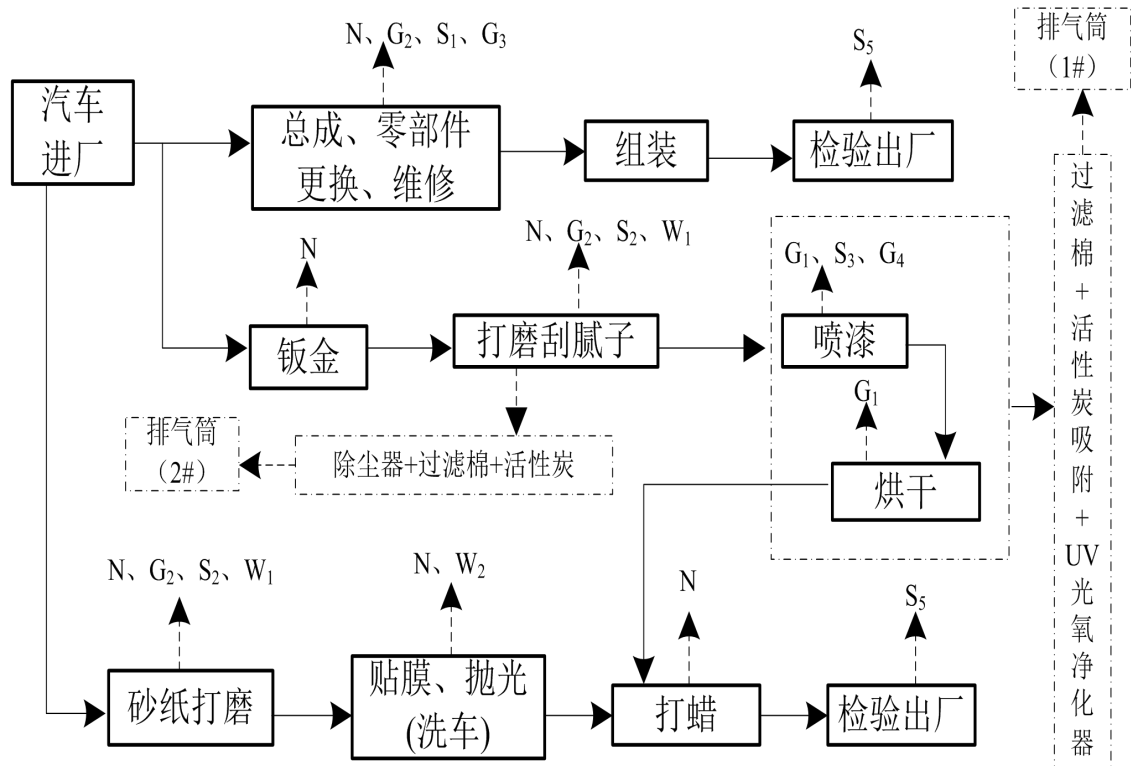 N、G₂、S₁、G₃
S₅
排气筒
（1#）
汽车
进厂
总成、零部件
更换、维修
组装
检验出厂
N
N、G₂、S₂、W₁
G₁、S₃、G₄
钣金
打磨刮腻子
喷漆
G₁
烘干
排气筒
（2#）
除尘器+过滤棉+活性炭
过滤棉+活性炭吸附+UV光氧净化器
N、G₂、S₂、W₁
N、W₂
N
S₅
砂纸打磨
贴膜、抛光
(洗车)
打蜡
检验出厂